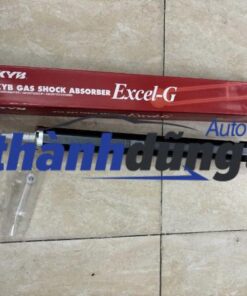 KYB
KYB GAS SHOCK ABSORBER Excel-G
Auto
thànhdũng